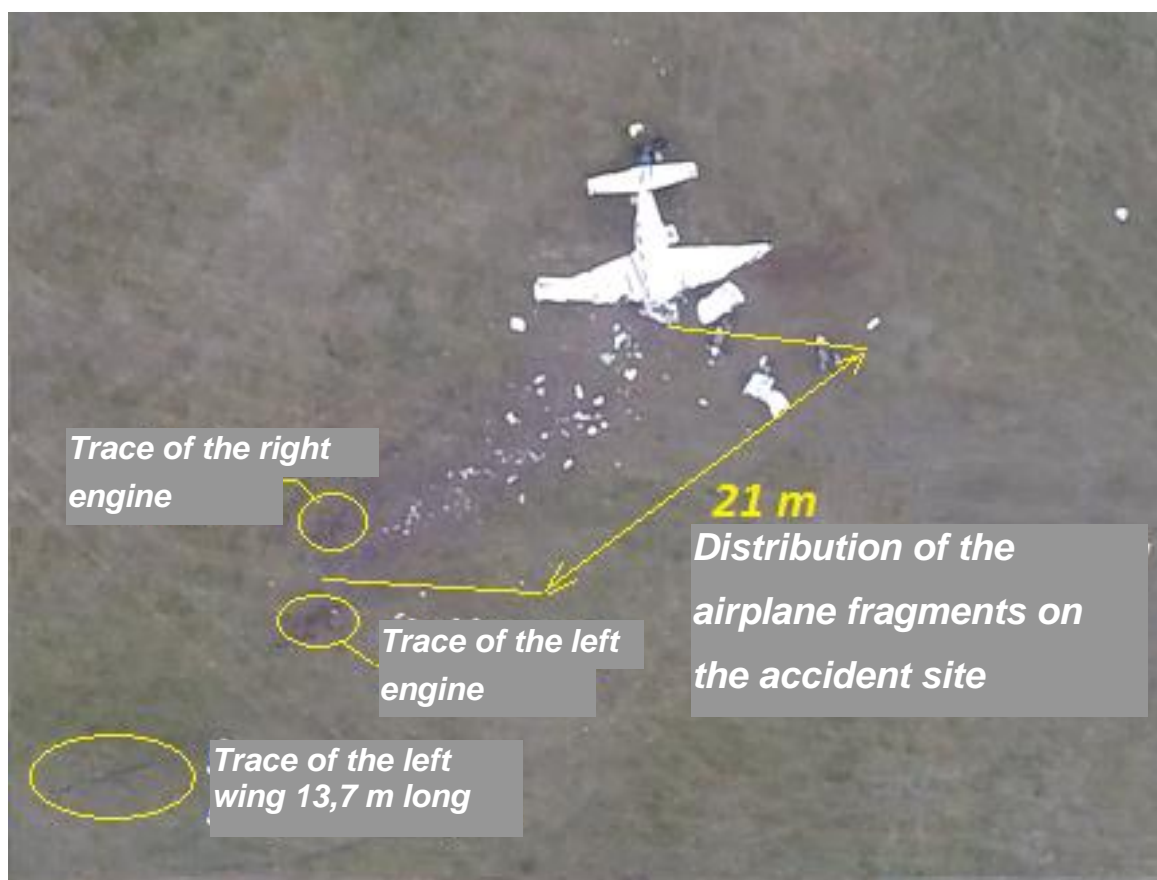 Trace of the right
engine
21 m
Distribution of the
airplane fragments on
the accident site
Trace of the left
engine
Trace of the left
wing 13,7 m long